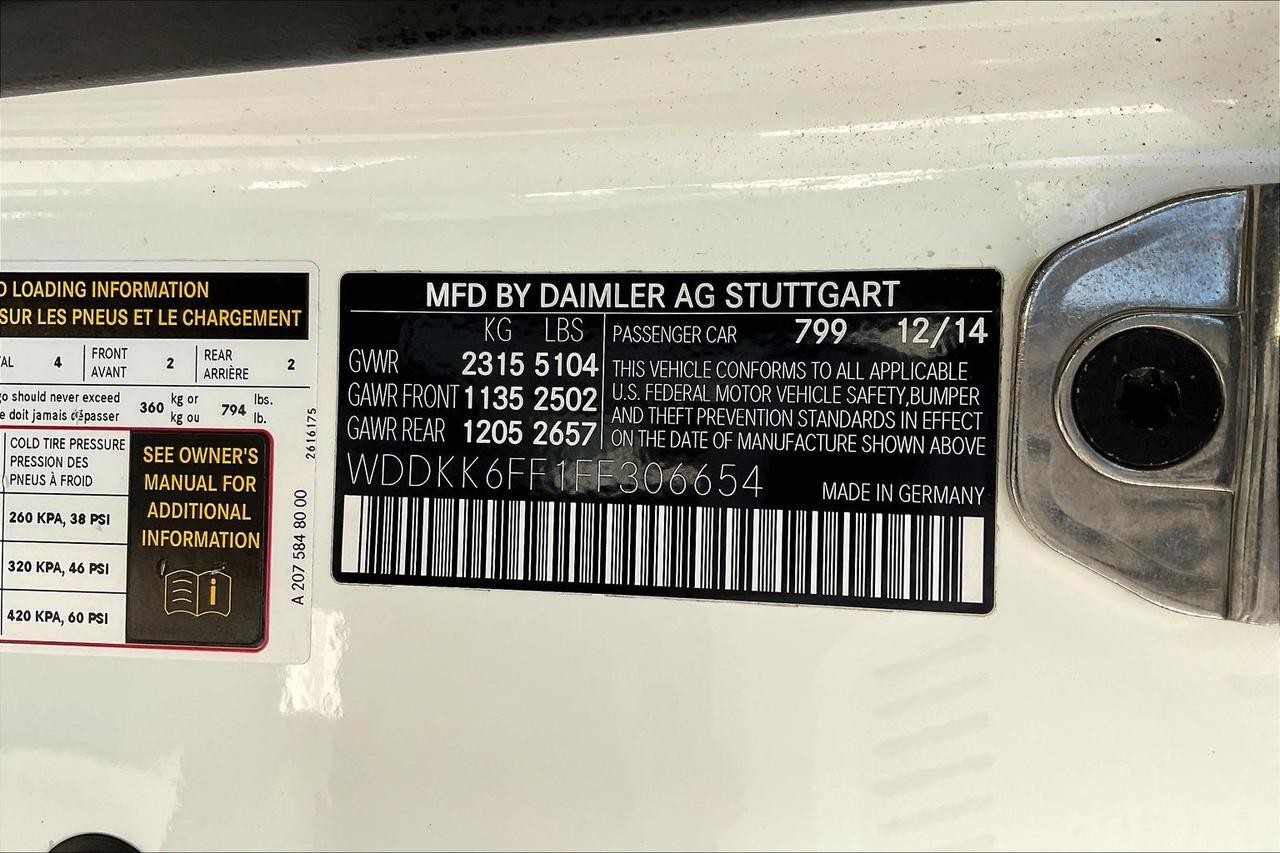 O LOADING INFORMATION
SUR LES PNEUS ET LE CHARGEMENT
AL 4 FRONT AVANT 2 REAR ARRIÈRE 2
go should never exceed
e doit jamais dépasser
360 kg or kg ou 794 lbs. lb.
COLD TIRE PRESSURE
PRESSION DES
PNEUS À FROID
260 KPA, 38 PSI
320 KPA, 46 PSI
420 KPA, 60 PSI
SEE OWNER'S
MANUAL FOR
ADDITIONAL
INFORMATION
2616175
A 207 584 80 00
MFD BY DAIMLER AG STUTTGART
KG LBS
GVWR 2315 5104
GAWR FRONT 1135 2502
GAWR REAR 1205 2657
PASSENGER CAR 799 12/14
THIS VEHICLE CONFORMS TO ALL APPLICABLE
U.S. FEDERAL MOTOR VEHICLE SAFETY,BUMPER
AND THEFT PREVENTION STANDARDS IN EFFECT
ON THE DATE OF MANUFACTURE SHOWN ABOVE
WDDKK6FF1FF306654
MADE IN GERMANY